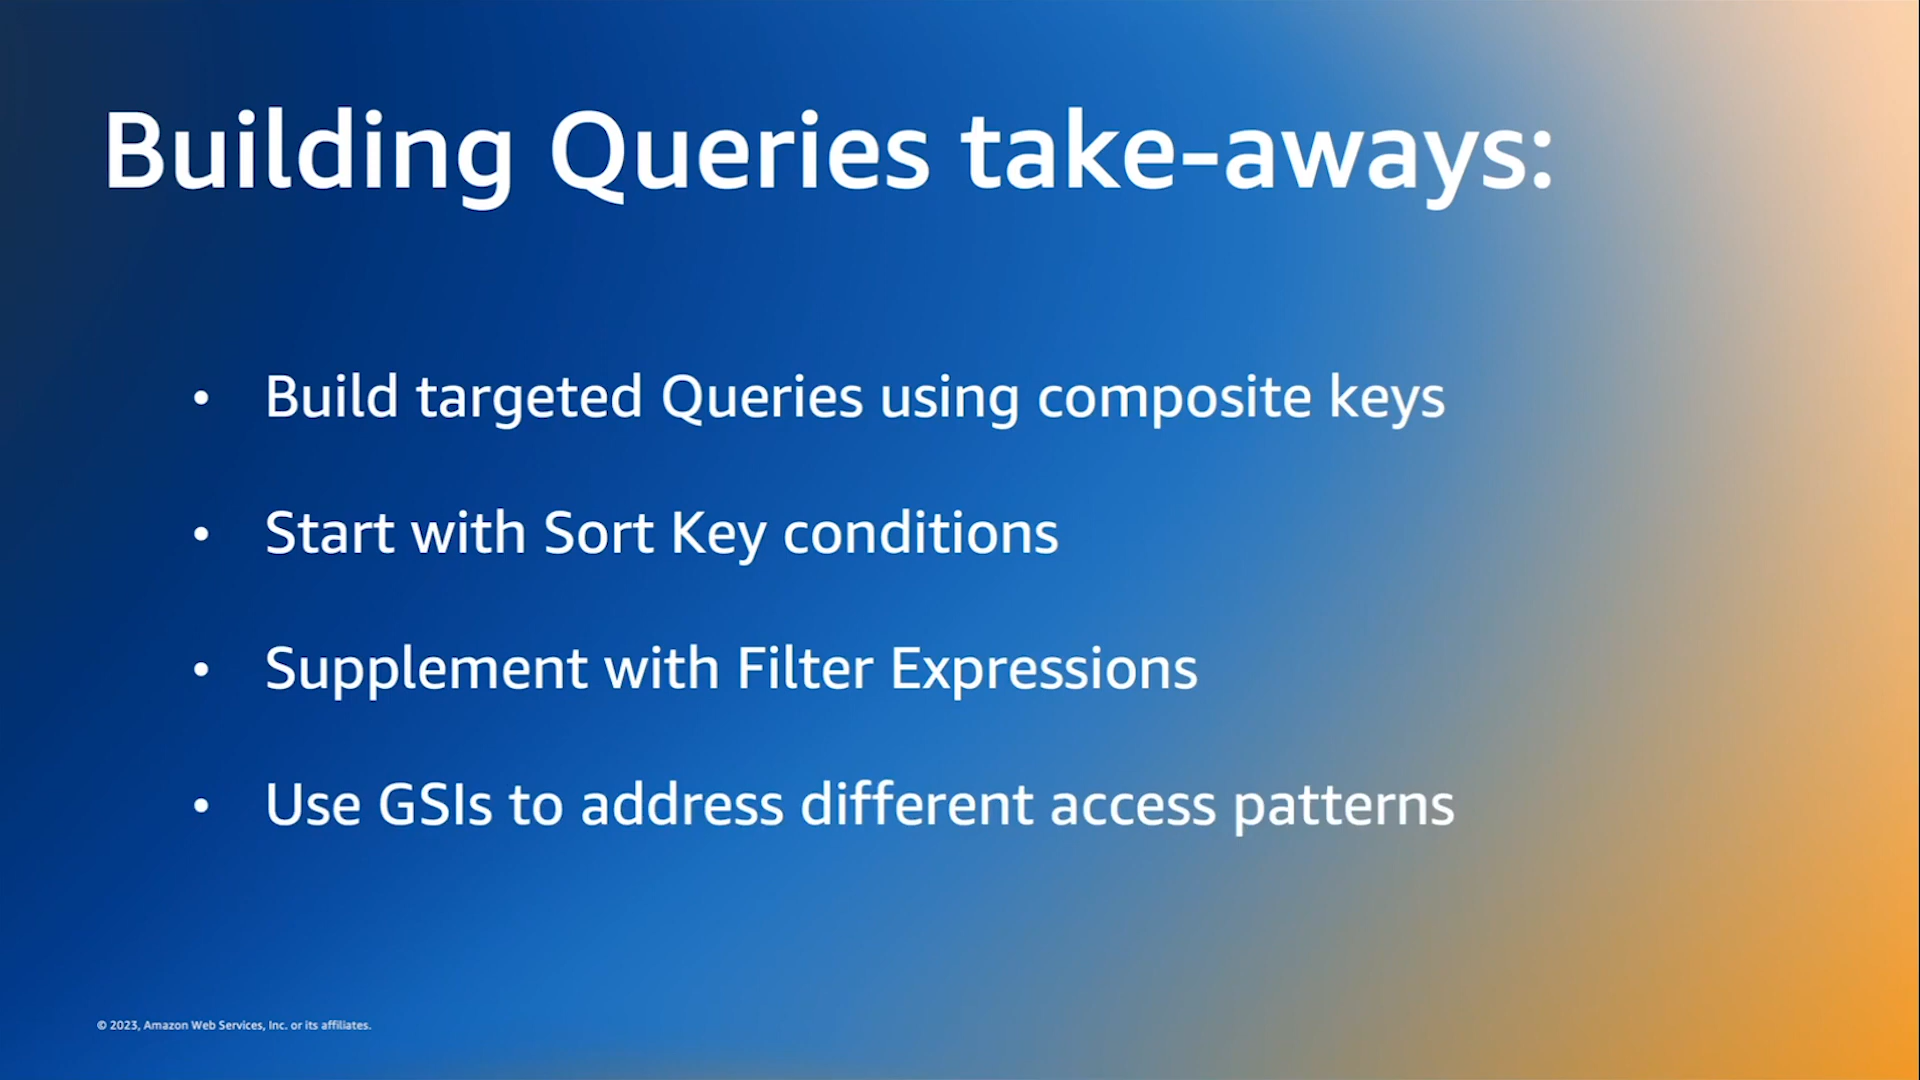 Building Queries take-aways:
• Build targeted Queries using composite keys
• Start with Sort Key conditions
• Supplement with Filter Expressions
• Use GSIs to address different access patterns
© 2023, Amazon Web Services, Inc. or its affiliates.